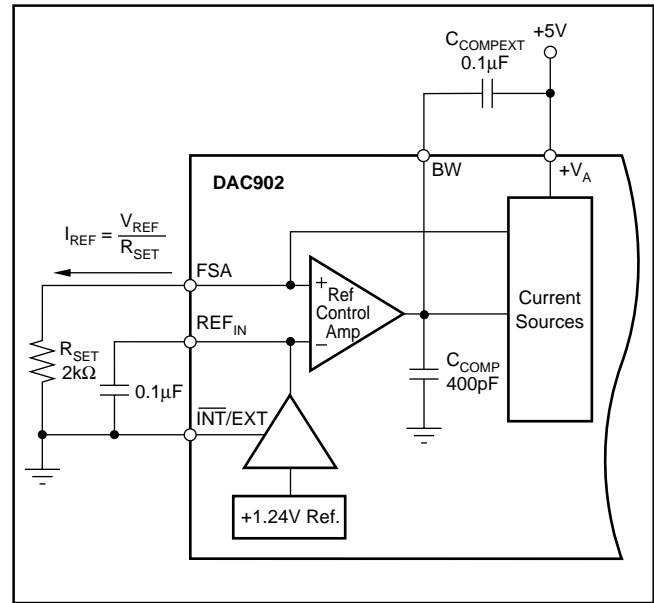 +5V
C_COMPEXT
0.1µF
DAC902
BW
+V_A
I_REF = V_REF / R_SET
FSA
REF_IN
+
Ref
Control
Amp
–
Current
Sources
R_SET
2kΩ
0.1µF
C_COMP
400pF
I̅N̅T̅/EXT
+1.24V Ref.